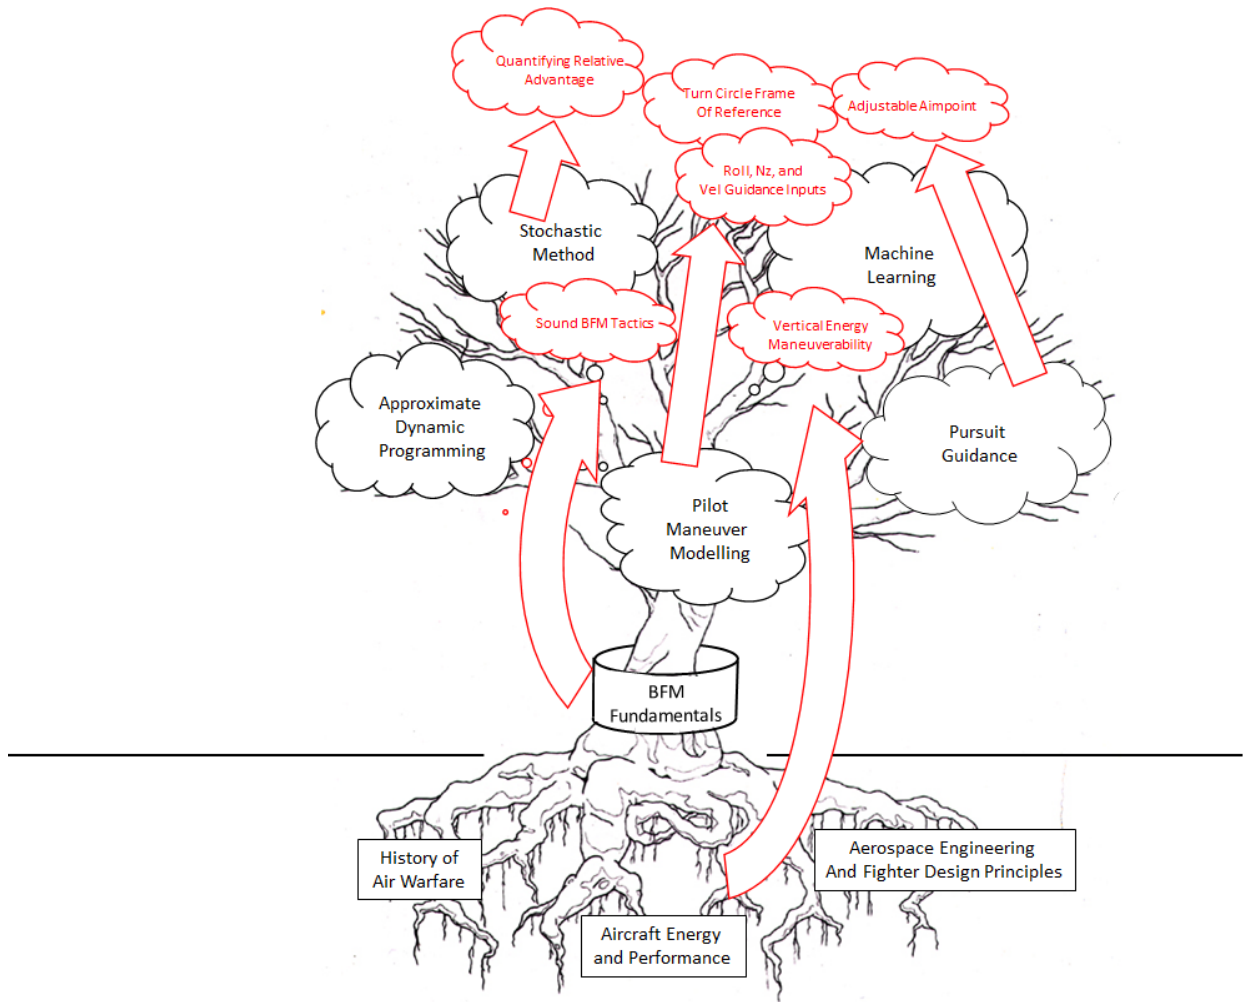 Quantifying Relative
Advantage
Turn Circle Frame
Of Reference
Adjustable Aimpoint
Roll, Nz, and
Vel Guidance Inputs
Stochastic
Method
Machine
Learning
Sound BFM Tactics
Vertical Energy
Maneuverability
Approximate
Dynamic
Programming
Pursuit
Guidance
Pilot
Maneuver
Modelling
BFM
Fundamentals
History of
Air Warfare
Aerospace Engineering
And Fighter Design Principles
Aircraft Energy
and Performance